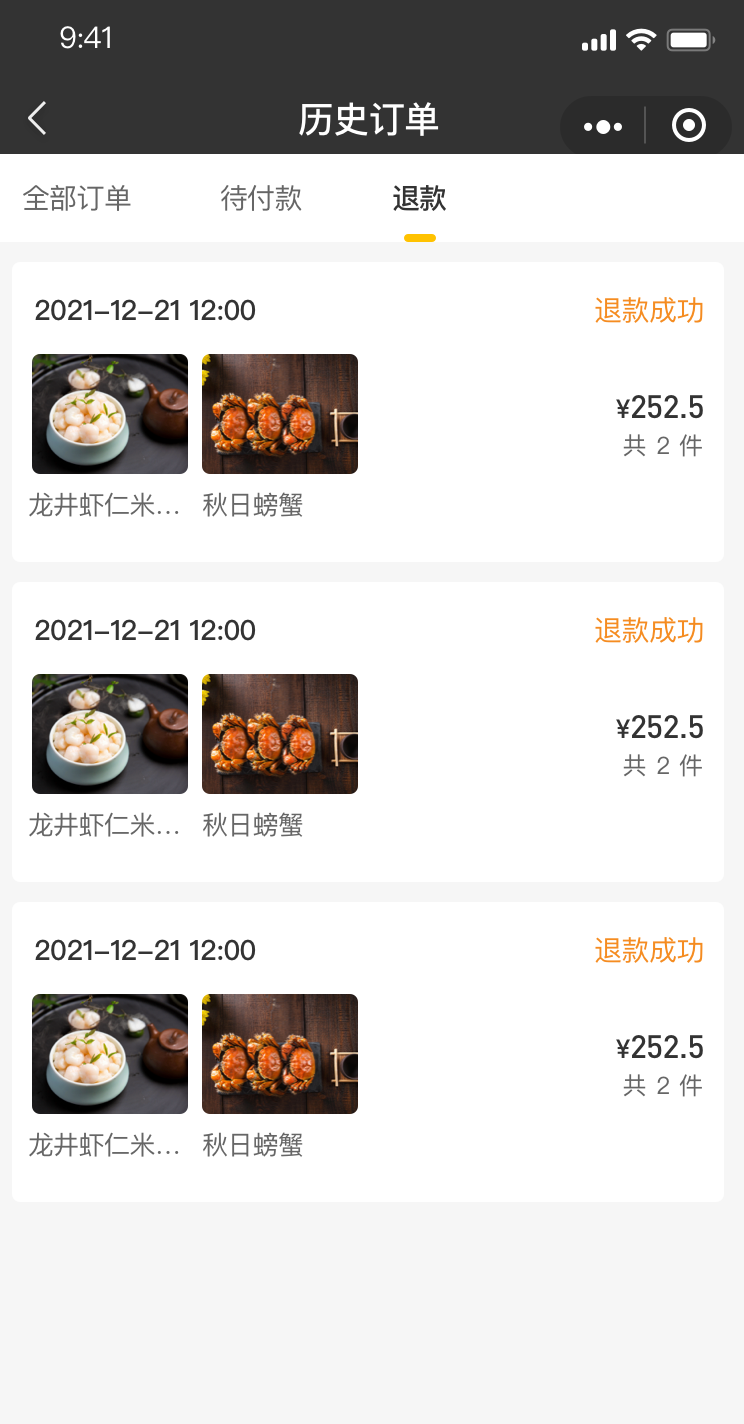 9:41
历史订单
全部订单 待付款 退款
2021-12-21 12:00 退款成功
¥252.5
共 2 件
龙井虾仁米... 秋日螃蟹
2021-12-21 12:00 退款成功
¥252.5
共 2 件
龙井虾仁米... 秋日螃蟹
2021-12-21 12:00 退款成功
¥252.5
共 2 件
龙井虾仁米... 秋日螃蟹